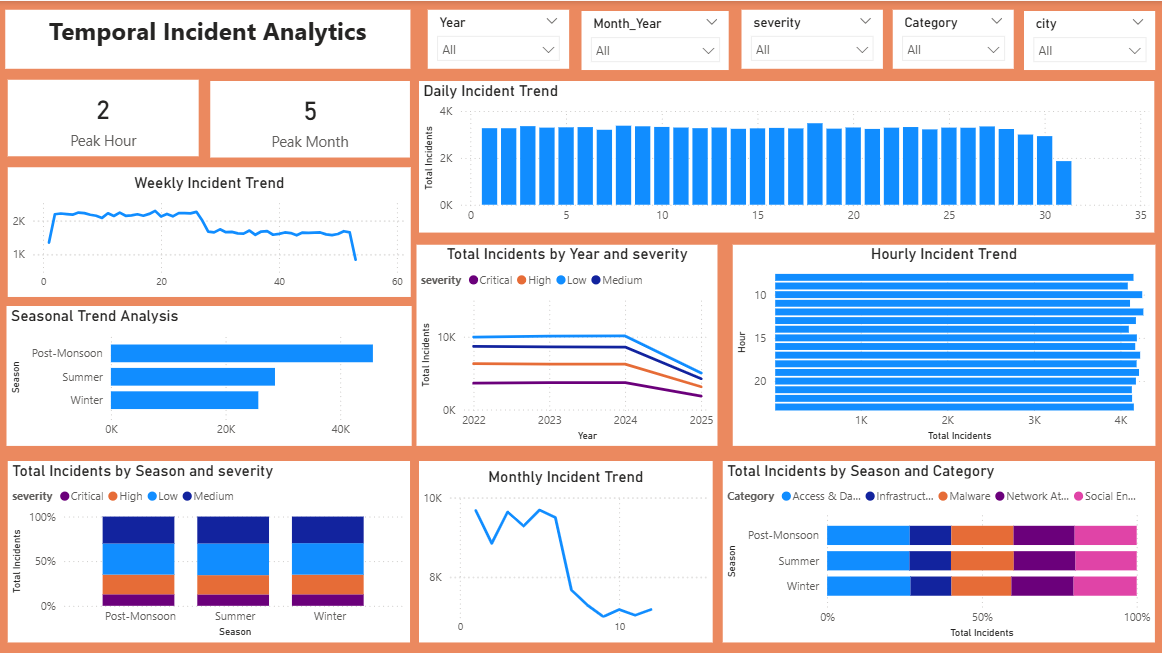 Temporal Incident Analytics
Year
All
Month_Year
All
severity
All
Category
All
city
All
2
Peak Hour
5
Peak Month
Daily Incident Trend
Total Incidents
4K
2K
0K
0 5 10 15 20 25 30 35
Weekly Incident Trend
2K
1K
0 20 40 60
Total Incidents by Year and severity
severity Critical High Low Medium
Total Incidents
10K
0K
2022 2023 2024 2025
Year
Hourly Incident Trend
Hour
10
15
20
1K 2K 3K 4K
Total Incidents
Seasonal Trend Analysis
Season
Post-Monsoon
Summer
Winter
0K 20K 40K
Total Incidents by Season and severity
severity Critical High Low Medium
Total Incidents
100%
50%
0%
Post-Monsoon Summer Winter
Season
Monthly Incident Trend
10K
8K
0 10
Total Incidents by Season and Category
Category Access & Da... Infrastruct... Malware Network At... Social En...
Season
Post-Monsoon
Summer
Winter
0% 50% 100%
Total Incidents